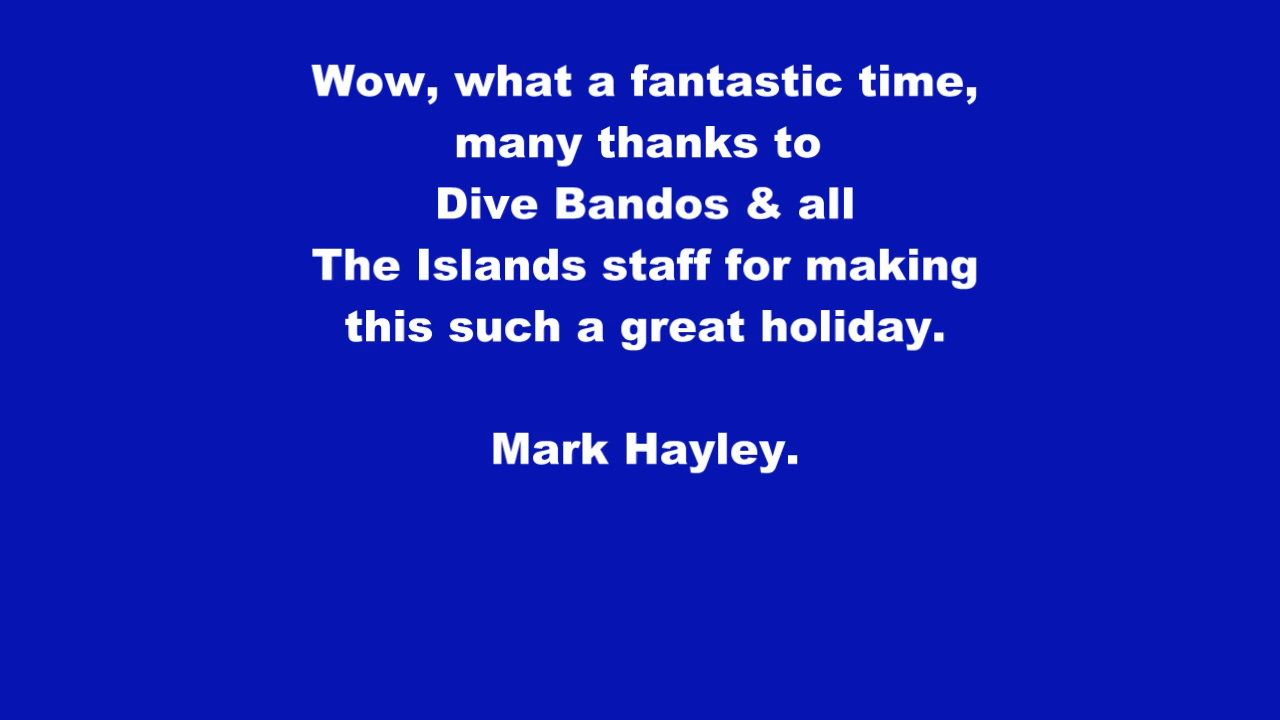 Wow, what a fantastic time,
many thanks to
Dive Bandos & all
The Islands staff for making
this such a great holiday.
Mark Hayley.